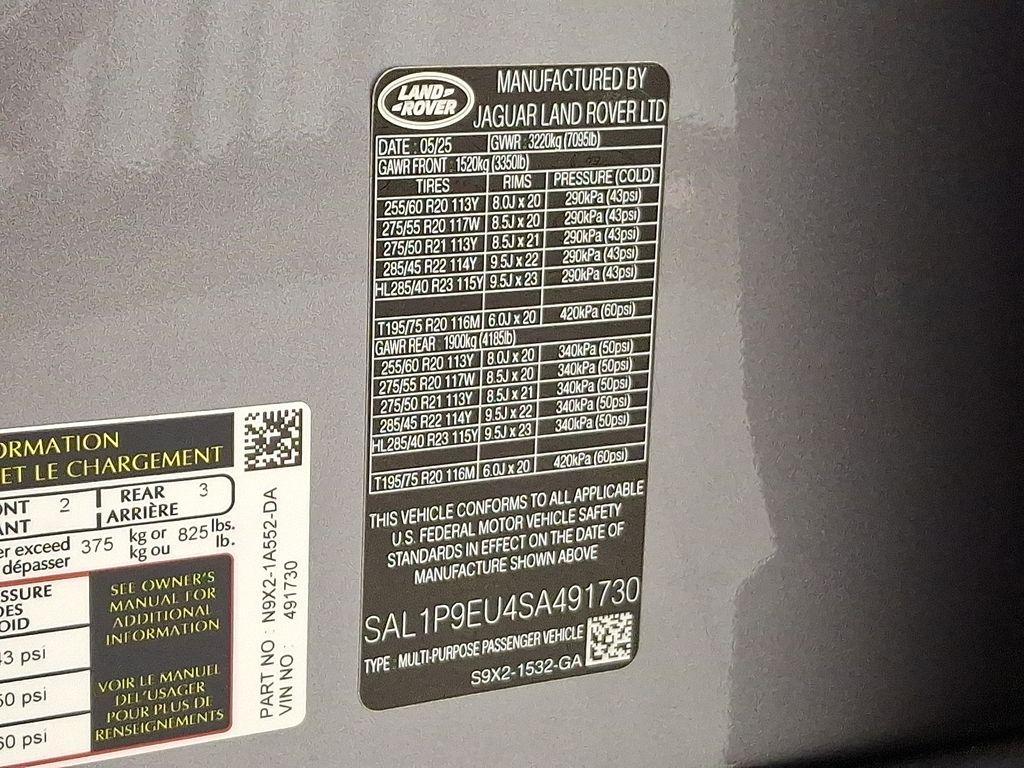 LAND-
-ROVER
MANUFACTURED BY
JAGUAR LAND ROVER LTD
DATE : 05/25 GVWR : 3220kg (7095lb)
GAWR FRONT : 1520kg (3350lb)
TIRES RIMS PRESSURE (COLD)
255/60 R20 113Y 8.0J x 20 290kPa (43psi)
275/55 R20 117W 8.5J x 20 290kPa (43psi)
275/50 R21 113Y 8.5J x 21 290kPa (43psi)
285/45 R22 114Y 9.5J x 22 290kPa (43psi)
HL285/40 R23 115Y 9.5J x 23 290kPa (43psi)
T195/75 R20 116M 6.0J x 20 420kPa (60psi)
GAWR REAR : 1900kg (4185lb)
255/60 R20 113Y 8.0J x 20 340kPa (50psi)
275/55 R20 117W 8.5J x 20 340kPa (50psi)
275/50 R21 113Y 8.5J x 21 340kPa (50psi)
285/45 R22 114Y 9.5J x 22 340kPa (50psi)
HL285/40 R23 115Y 9.5J x 23 340kPa (50psi)
T195/75 R20 116M 6.0J x 20 420kPa (60psi)
THIS VEHICLE CONFORMS TO ALL APPLICABLE
U.S. FEDERAL MOTOR VEHICLE SAFETY
STANDARDS IN EFFECT ON THE DATE OF
MANUFACTURE SHOWN ABOVE
SAL1P9EU4SA491730
TYPE : MULTI-PURPOSE PASSENGER VEHICLE
S9X2-1532-GA
ORMATION
ET LE CHARGEMENT
ONT 2 REAR 3
ANT ARRIÈRE
er exceed 375 kg or 825 lbs.
dépasser kg ou lb.
SSURE
DES
OID
43 psi
50 psi
60 psi
SEE OWNER'S
MANUAL FOR
ADDITIONAL
INFORMATION
VOIR LE MANUEL
DEL'USAGER
POUR PLUS DE
RENSEIGNEMENTS
PART NO : N9X2-1A552-DA
VIN NO : 491730